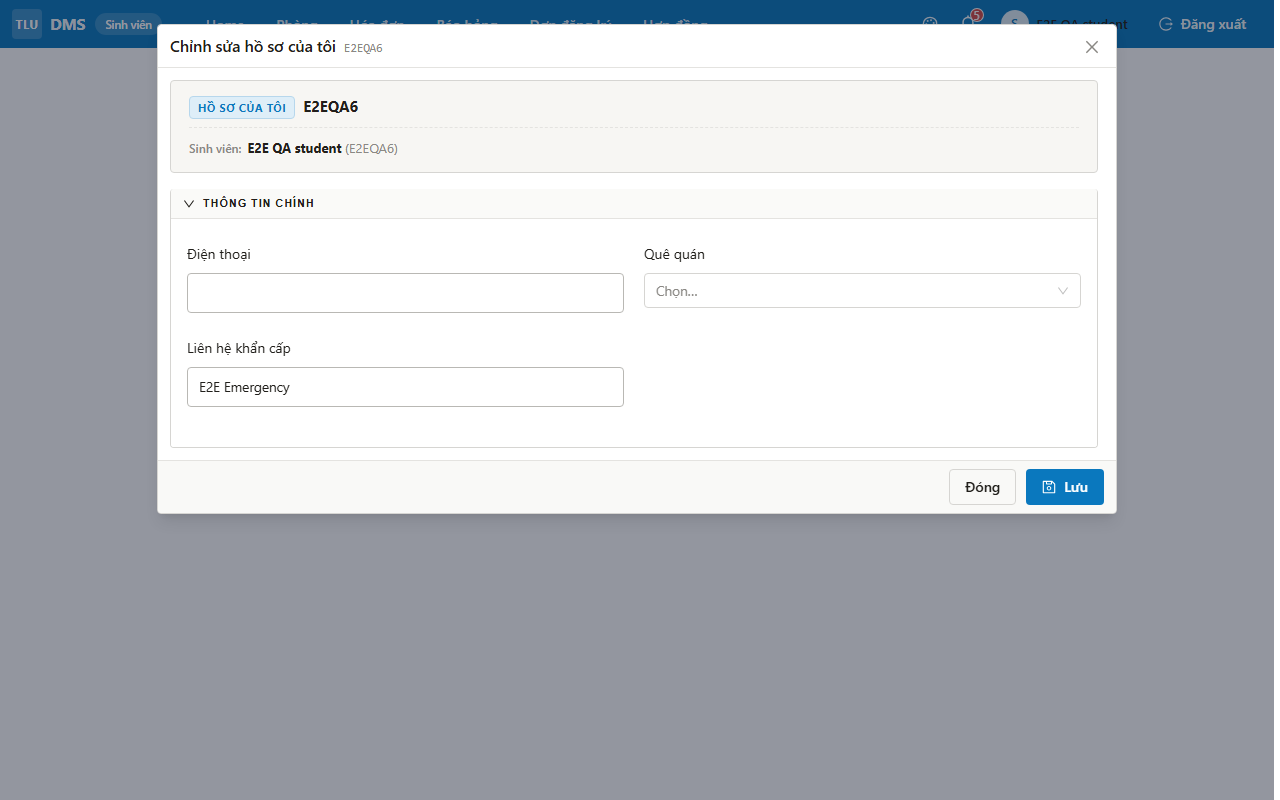 TLU DMS Sinh viên Home 5 S Đăng xuất
Chỉnh sửa hồ sơ của tôi E2EQA6
HỒ SƠ CỦA TÔI E2EQA6
Sinh viên: E2E QA student (E2EQA6)
THÔNG TIN CHÍNH
Điện thoại
Quê quán
Chọn...
Liên hệ khẩn cấp
E2E Emergency
Đóng
Lưu